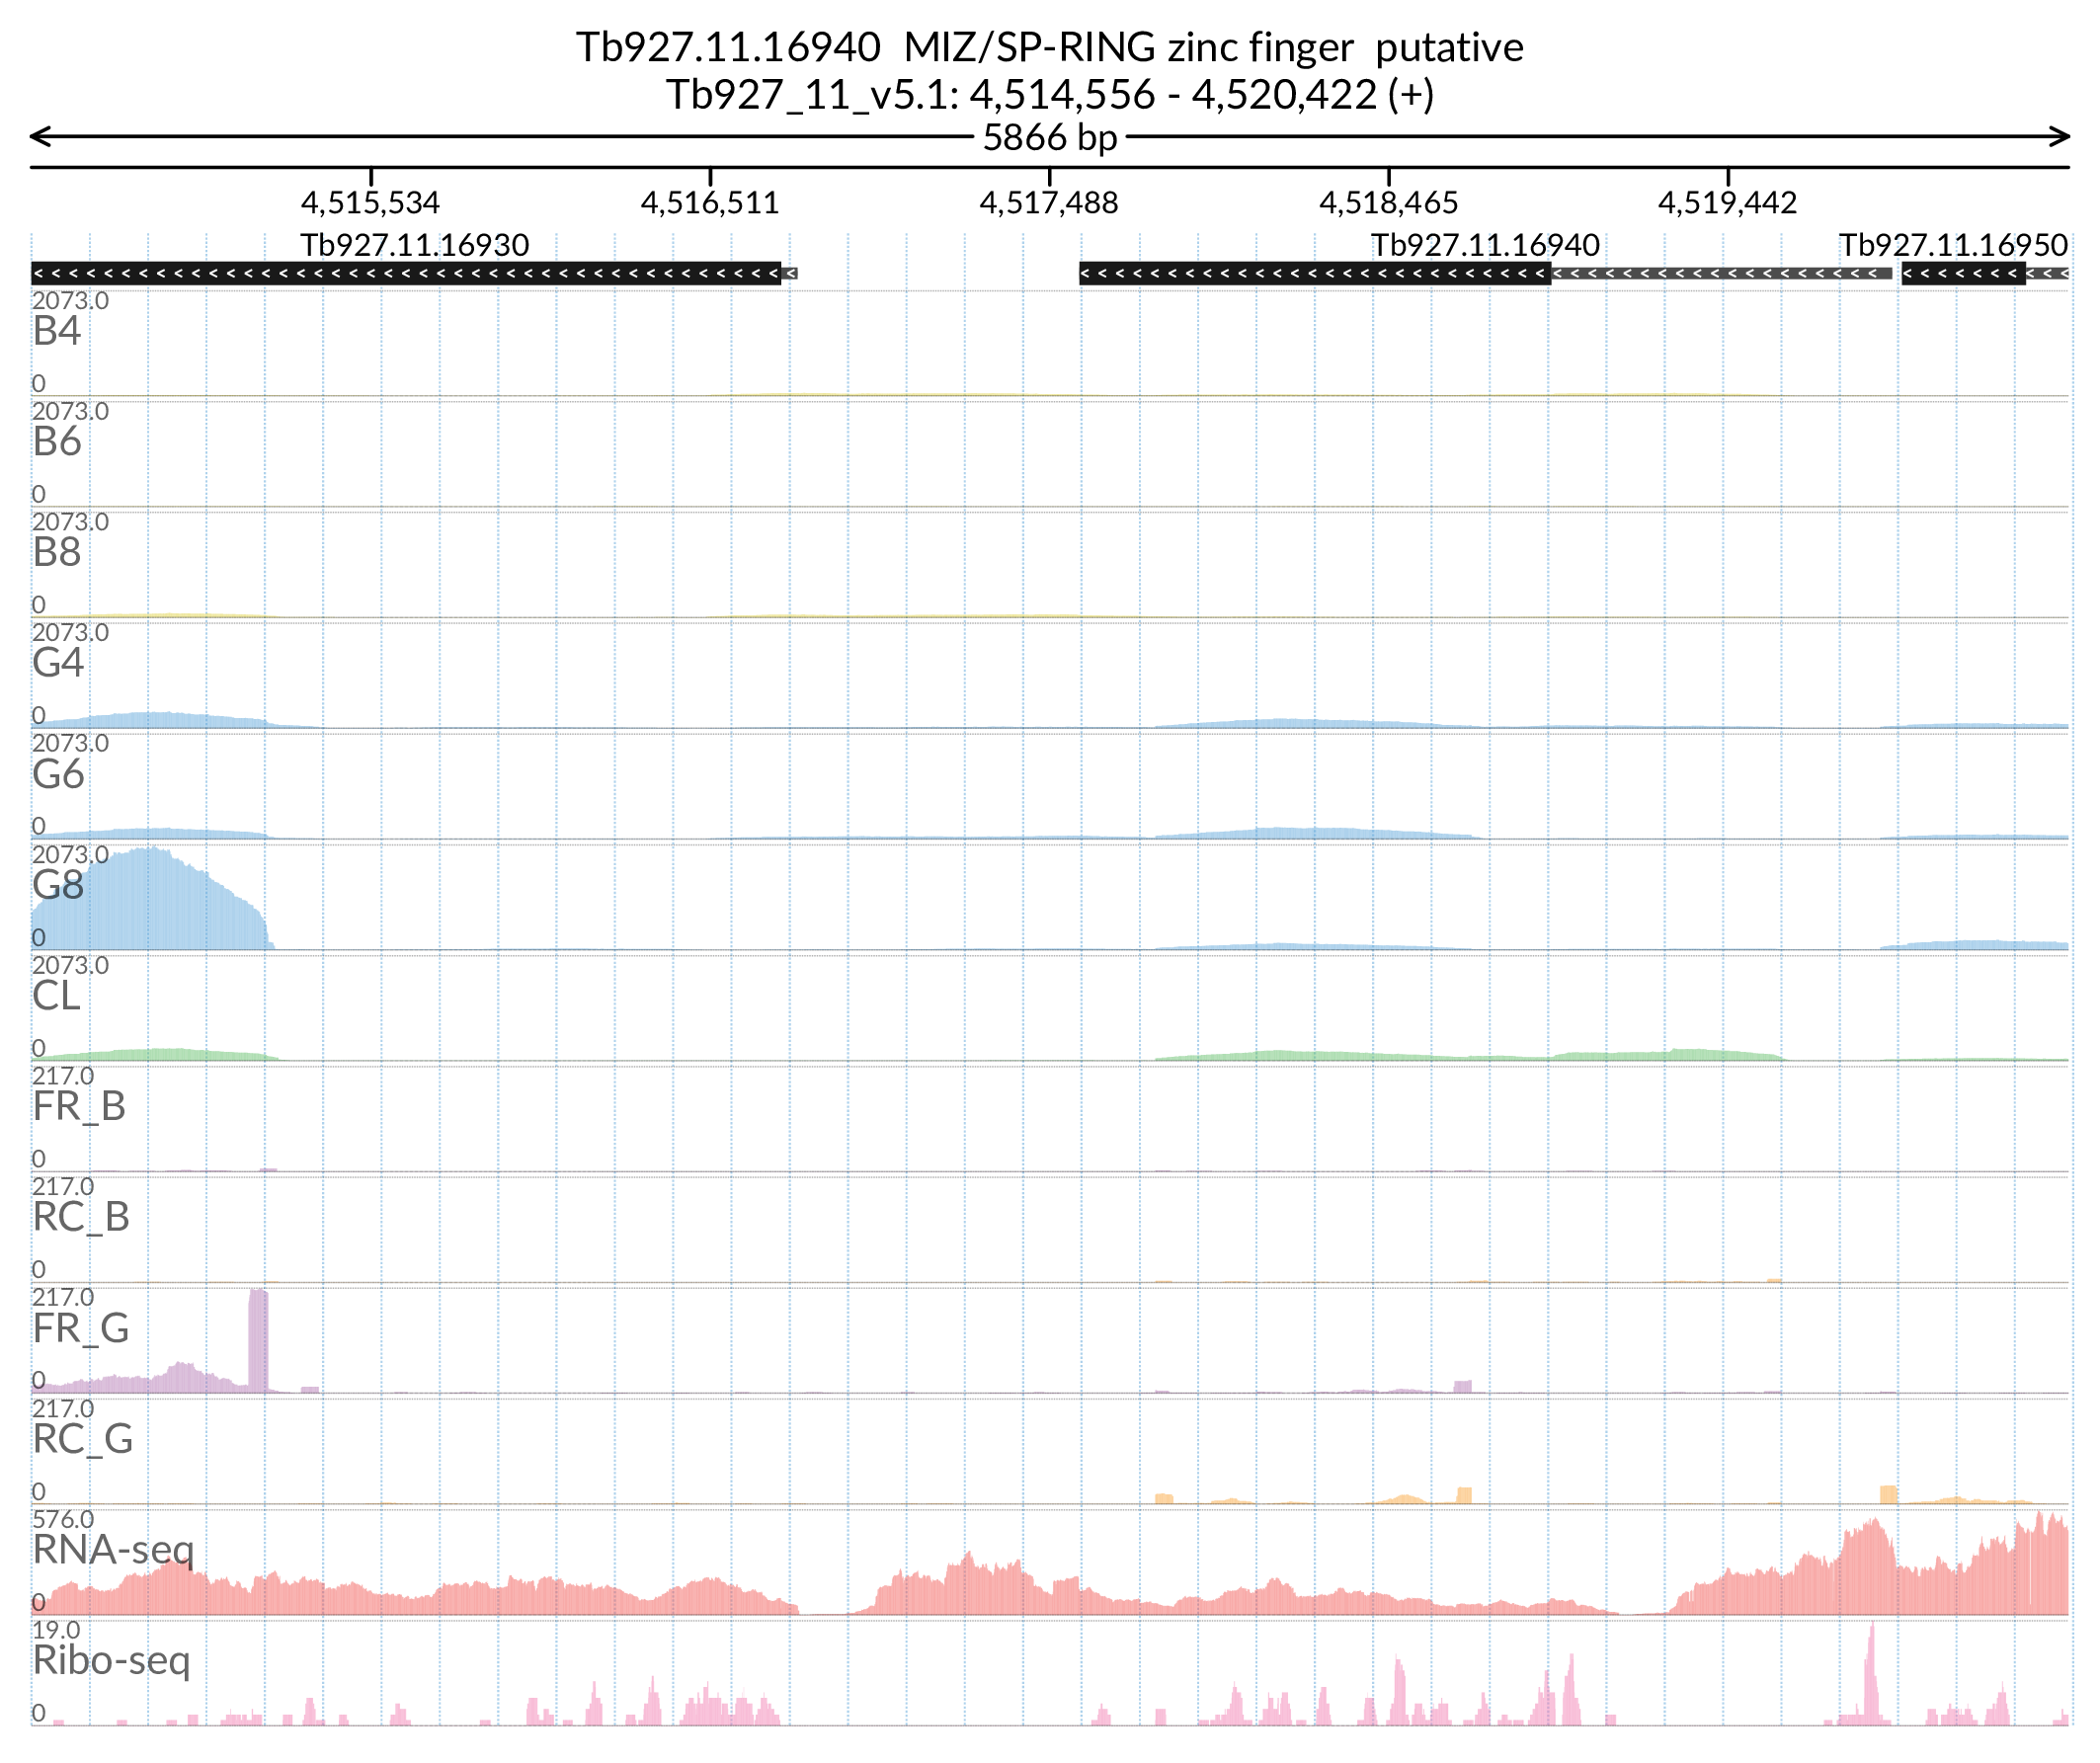 Tb927.11.16940  MIZ/SP-RING zinc finger  putative
Tb927_11_v5.1: 4,514,556 - 4,520,422 (+)
5866 bp
4,515,534 4,516,511 4,517,488 4,518,465 4,519,442
Tb927.11.16930 Tb927.11.16940 Tb927.11.16950
2073.0
B4
0
2073.0
B6
0
2073.0
B8
0
2073.0
G4
0
2073.0
G6
0
2073.0
G8
0
2073.0
CL
0
217.0
FR_B
0
217.0
RC_B
0
217.0
FR_G
0
217.0
RC_G
0
576.0
RNA-seq
0
19.0
Ribo-seq
0